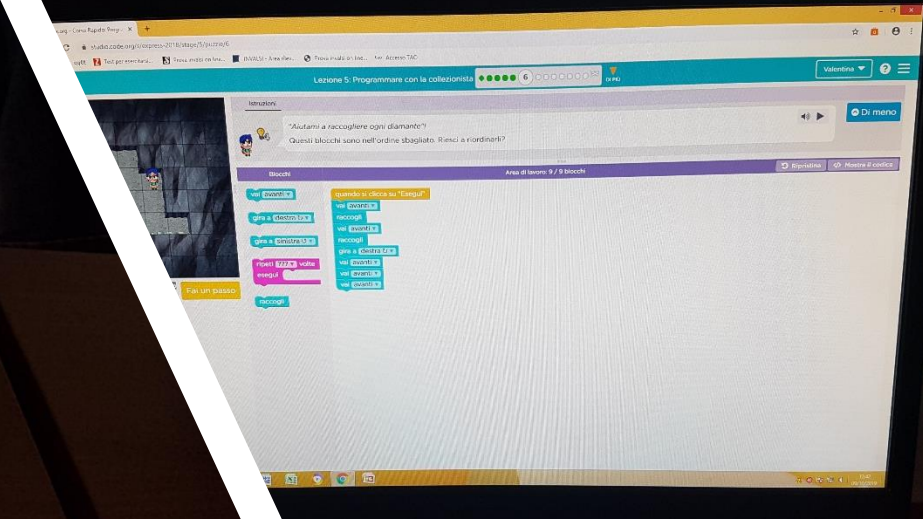 studio.code.org/s/express-2018/stage/5/puzzle/6
Lezione 5: Programmare con la collezionista
6
DI PIÙ
Valentina
?
Istruzioni
"Aiutami a raccogliere ogni diamante"!
Questi blocchi sono nell'ordine sbagliato. Riesci a riordinarli?
Di meno
Blocchi
Area di lavoro: 9 / 9 blocchi
Ripristina
Mostra il codice
vai avanti
gira a destra
gira a sinistra
ripeti ??? volte
esegui
raccogli
quando si clicca su "Esegui"
vai avanti
raccogli
vai avanti
raccogli
gira a destra
vai avanti
vai avanti
vai avanti
Fai un passo